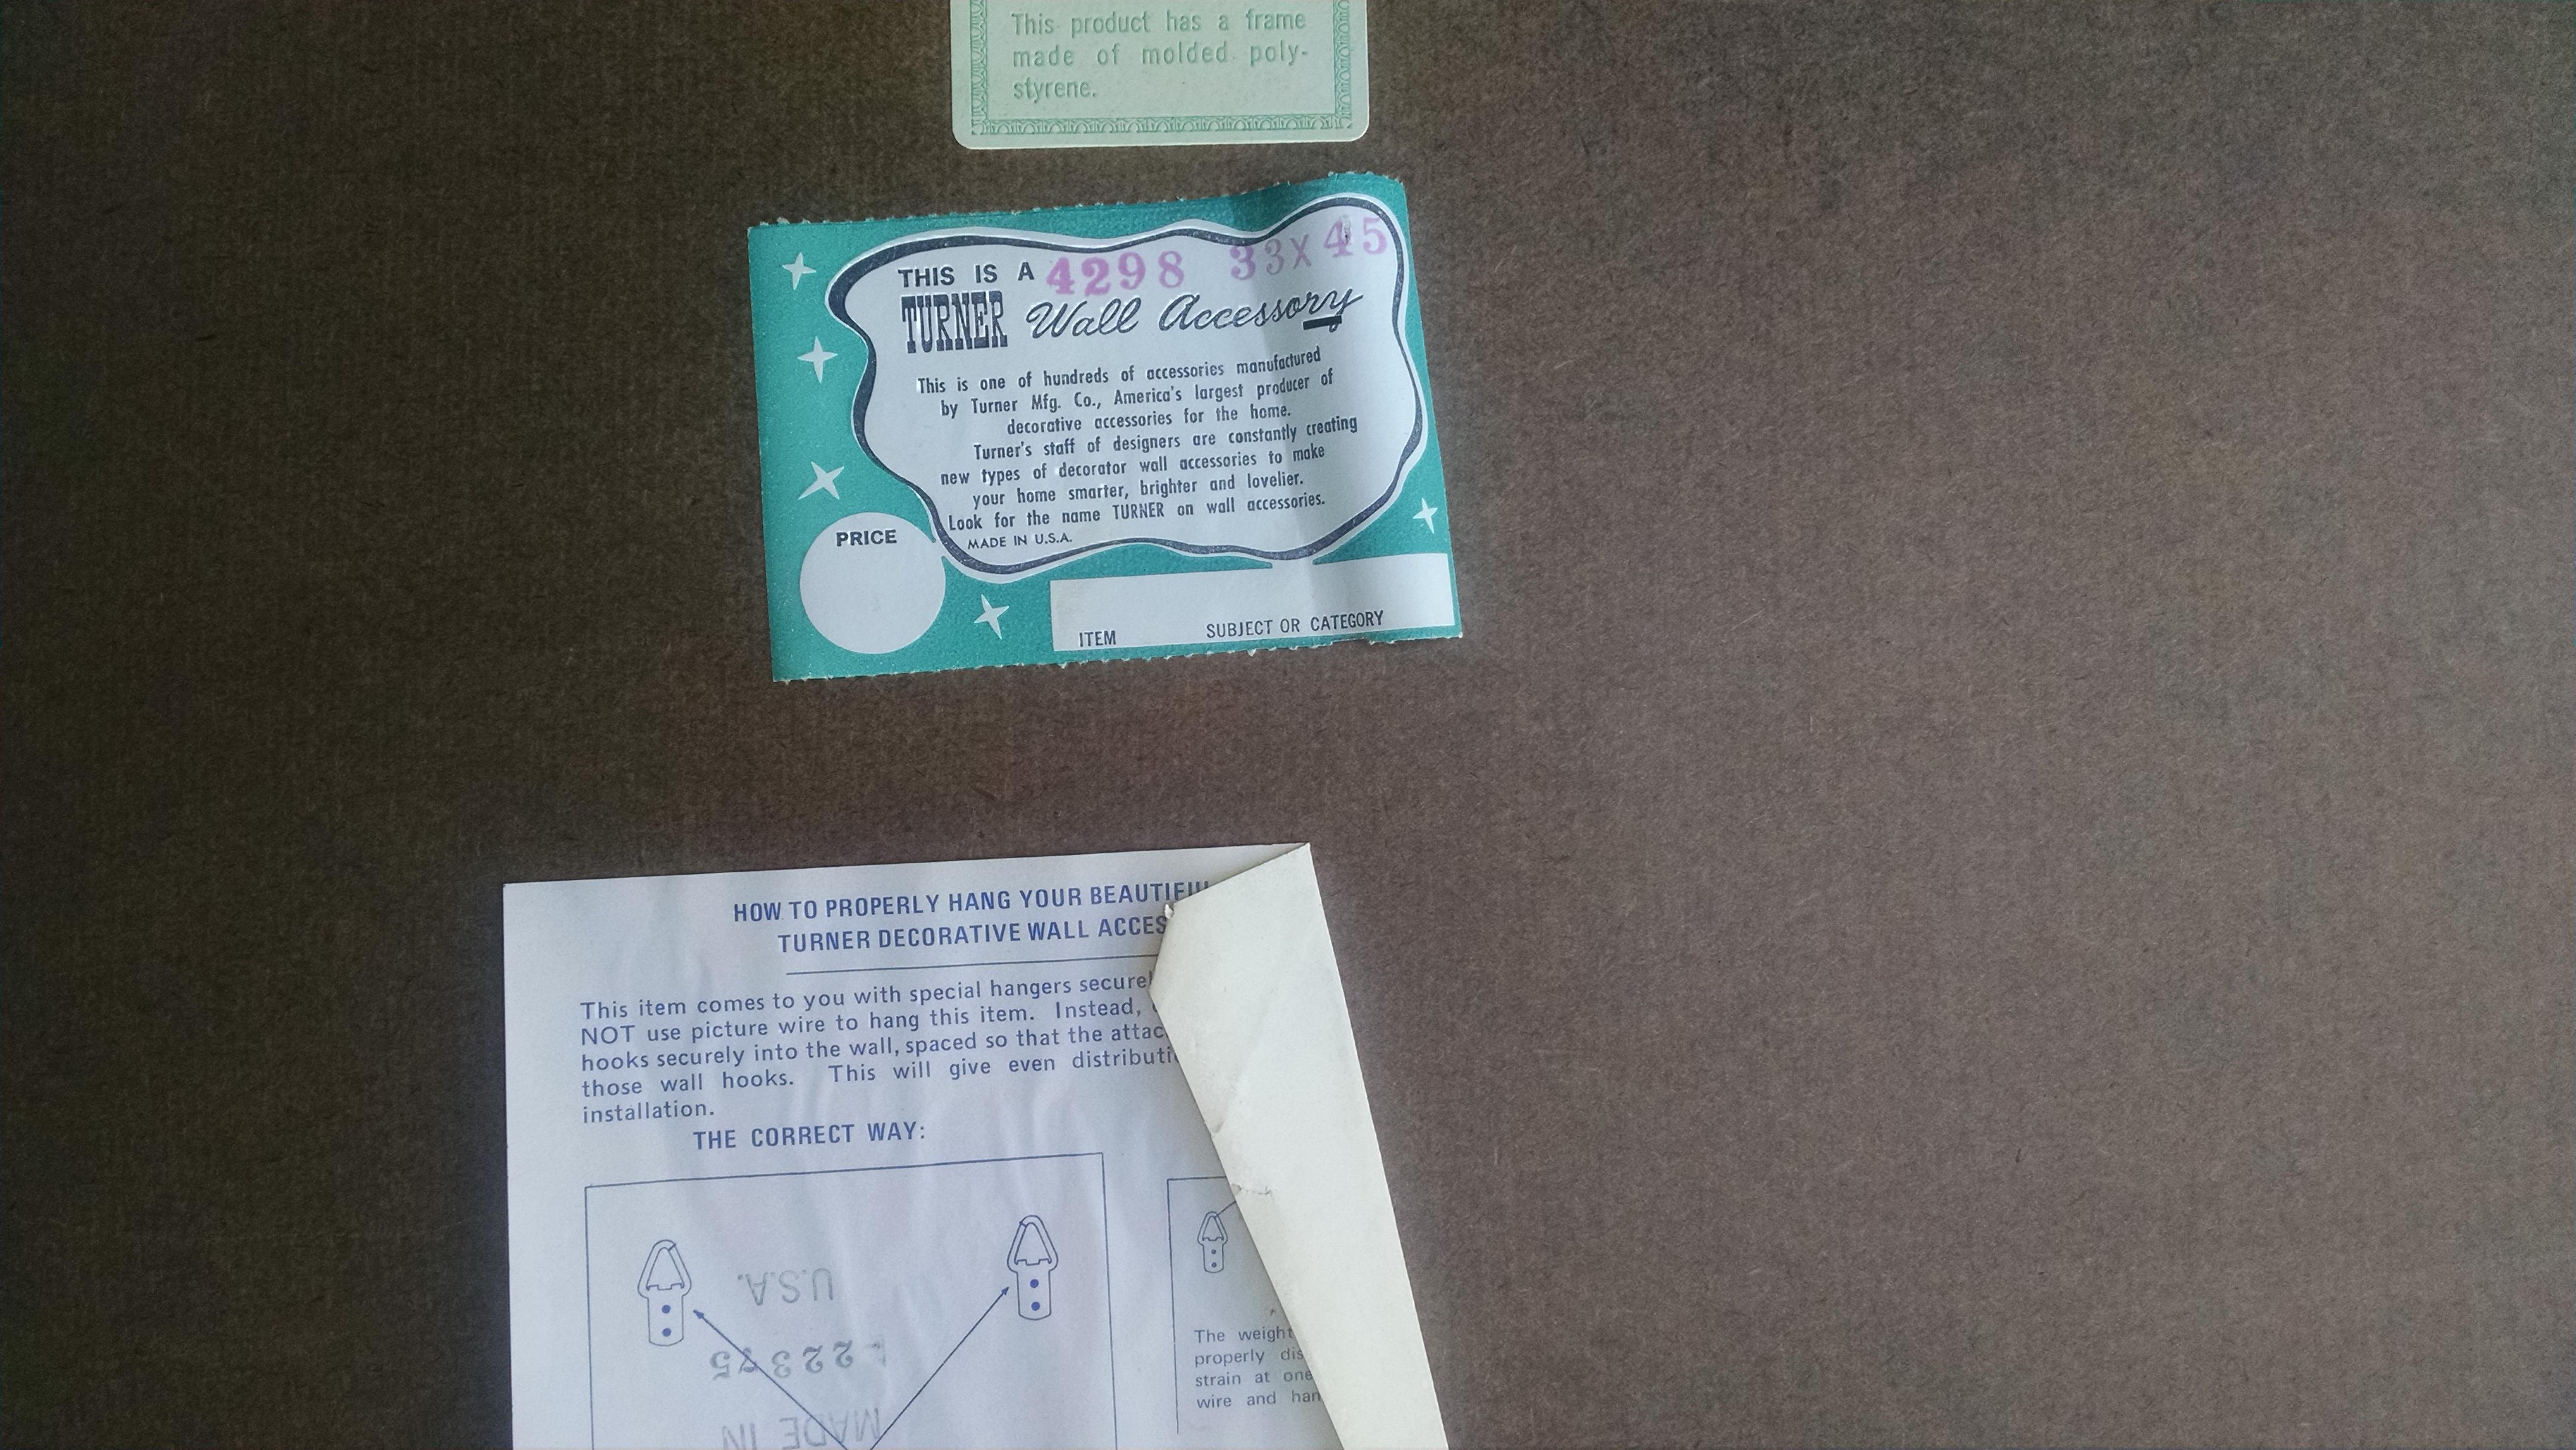 This product has a frame
made of molded poly-
styrene.
THIS IS A 4298 33X45
TURNER Wall Accessory
This is one of hundreds of accessories manufactured
by Turner Mfg. Co., America's largest producer of
decorative accessories for the home.
Turner's staff of designers are constantly creating
new types of decorator wall accessories to make
your home smarter, brighter and lovelier.
Look for the name TURNER on wall accessories.
MADE IN U.S.A.
PRICE
ITEM SUBJECT OR CATEGORY
HOW TO PROPERLY HANG YOUR
TURNER DECORATIVE WALL
This item comes to you with special hangers
NOT use picture wire to hang this item. Instead,
hooks securely into the wall, spaced so that the
those wall hooks. This will give even
installation.
THE CORRECT WAY:
U.S.A.
MADE IN
The weight
properly
strain at one
wire and